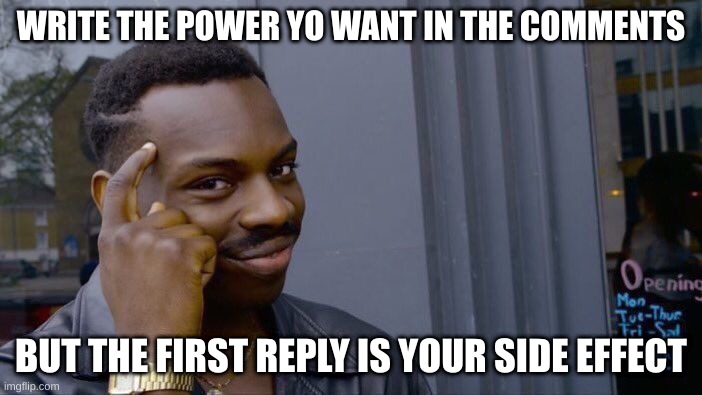 WRITE THE POWER YO WANT IN THE COMMENTS
Opening
Mon
Tue-Thur
Fri-Sat
BUT THE FIRST REPLY IS YOUR SIDE EFFECT
imgflip.com